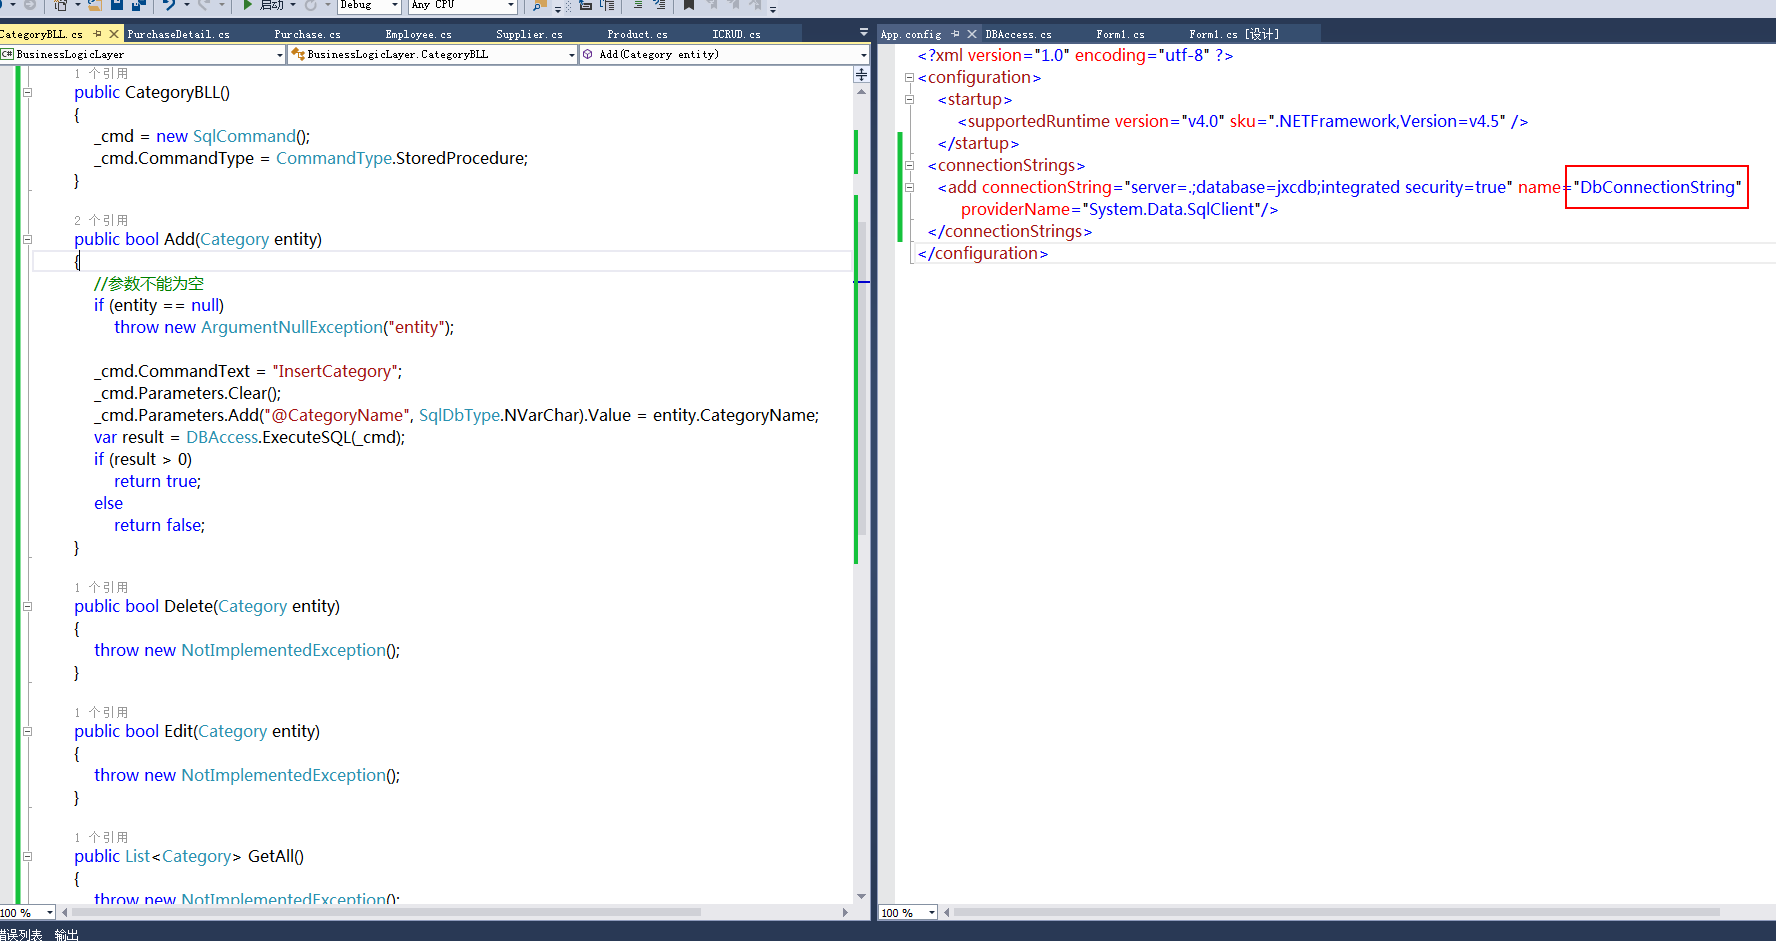 启动 Debug Any CPU
CategoryBLL.cs PurchaseDetail.cs Purchase.cs Employee.cs Supplier.cs Product.cs ICRUD.cs
BusinessLogicLayer BusinessLogicLayer.CategoryBLL Add(Category entity)
1 个引用
public CategoryBLL()
{
_cmd = new SqlCommand();
_cmd.CommandType = CommandType.StoredProcedure;
}
2 个引用
public bool Add(Category entity)
{
//参数不能为空
if (entity == null)
throw new ArgumentNullException("entity");
_cmd.CommandText = "InsertCategory";
_cmd.Parameters.Clear();
_cmd.Parameters.Add("@CategoryName", SqlDbType.NVarChar).Value = entity.CategoryName;
var result = DBAccess.ExecuteSQL(_cmd);
if (result > 0)
return true;
else
return false;
}
1 个引用
public bool Delete(Category entity)
{
throw new NotImplementedException();
}
1 个引用
public bool Edit(Category entity)
{
throw new NotImplementedException();
}
1 个引用
public List<Category> GetAll()
{
throw new NotImplementedException();
100 %
错误列表 输出
App.config DBAccess.cs Form1.cs Form1.cs [设计]
<?xml version="1.0" encoding="utf-8" ?>
<configuration>
<startup>
<supportedRuntime version="v4.0" sku=".NETFramework,Version=v4.5" />
</startup>
<connectionStrings>
<add connectionString="server=.;database=jxcdb;integrated security=true" name="DbConnectionString"
providerName="System.Data.SqlClient"/>
</connectionStrings>
</configuration>
100 %